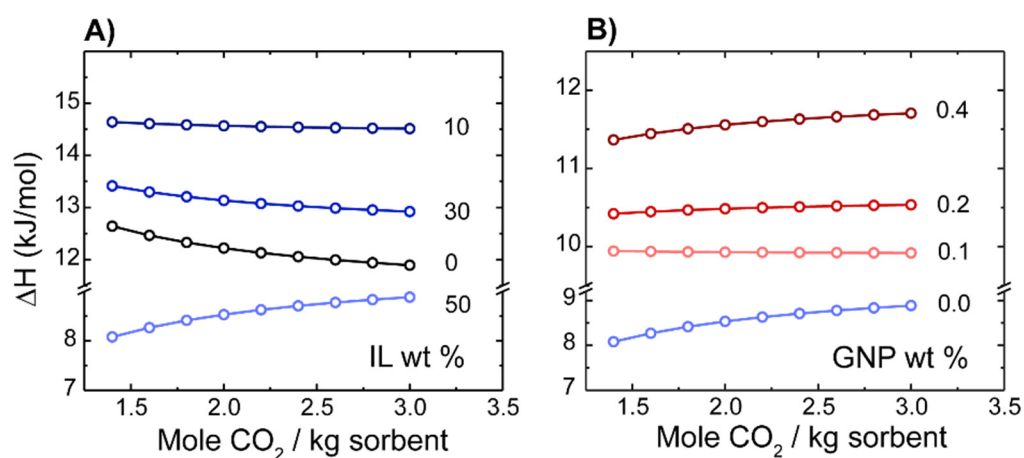 A)
15
14
13
12
8
7
ΔH (kJ/mol)
10
30
0
50
IL wt %
1.5 2.0 2.5 3.0 3.5
Mole CO₂ / kg sorbent
B)
12
11
10
9
8
7
0.4
0.2
0.1
0.0
GNP wt %
1.5 2.0 2.5 3.0 3.5
Mole CO₂ / kg sorbent